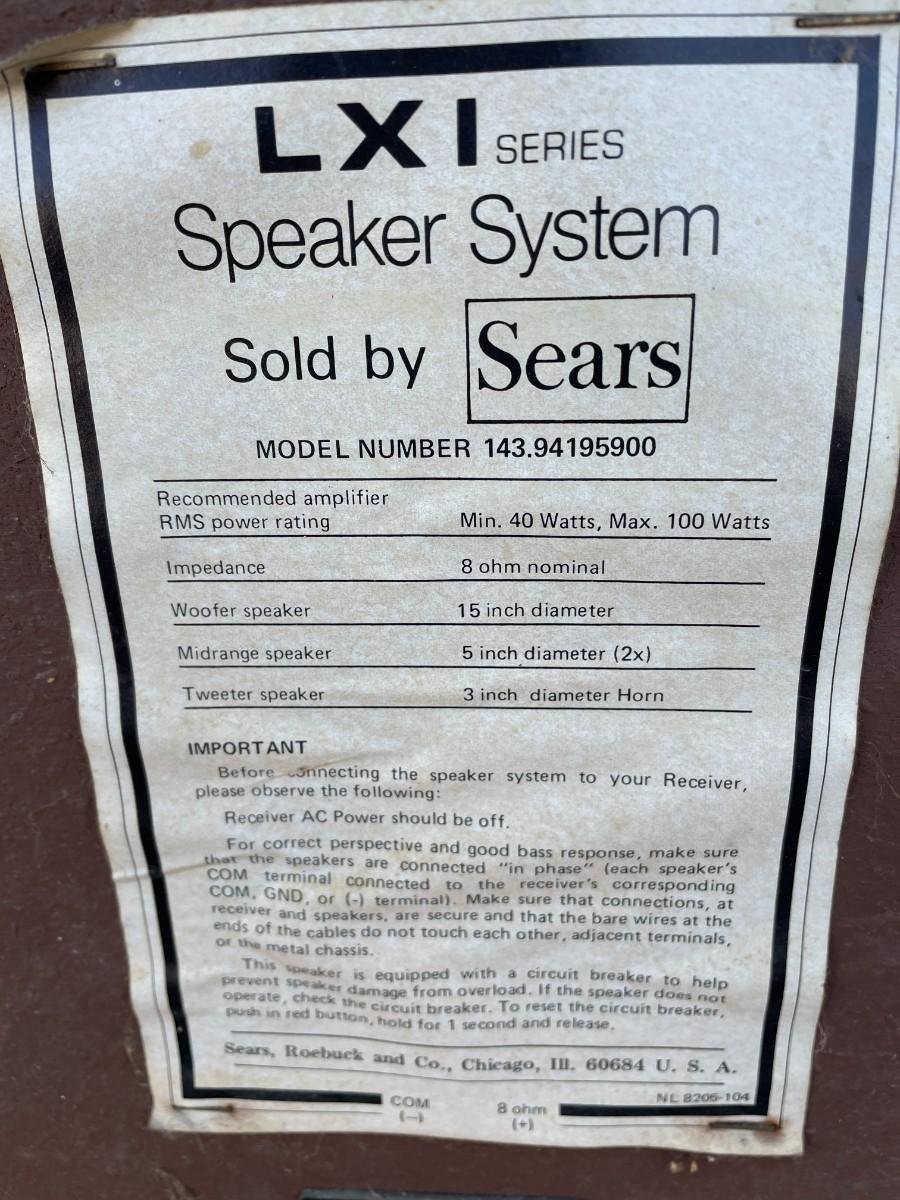 LXI SERIES
Speaker System
Sold by Sears
MODEL NUMBER 143.94195900
Recommended amplifier
RMS power rating Min. 40 Watts, Max. 100 Watts
Impedance 8 ohm nominal
Woofer speaker 15 inch diameter
Midrange speaker 5 inch diameter (2x)
Tweeter speaker 3 inch diameter Horn
IMPORTANT
Before connecting the speaker system to your Receiver,
please observe the following:
Receiver AC Power should be off.
For correct perspective and good bass response, make sure
that the speakers are connected "in phase" (each speaker's
COM terminal connected to the receiver's corresponding
COM, GND, or (-) terminal). Make sure that connections, at
receiver and speakers, are secure and that the bare wires at the
ends of the cables do not touch each other, adjacent terminals,
or the metal chassis.
This speaker is equipped with a circuit breaker to help
prevent speaker damage from overload. If the speaker does not
operate, check the circuit breaker. To reset the circuit breaker,
push in red button, hold for 1 second and release.
Sears, Roebuck and Co., Chicago, Ill. 60684 U. S. A.
NL 8206-104
COM 8 ohm
(-) (+)